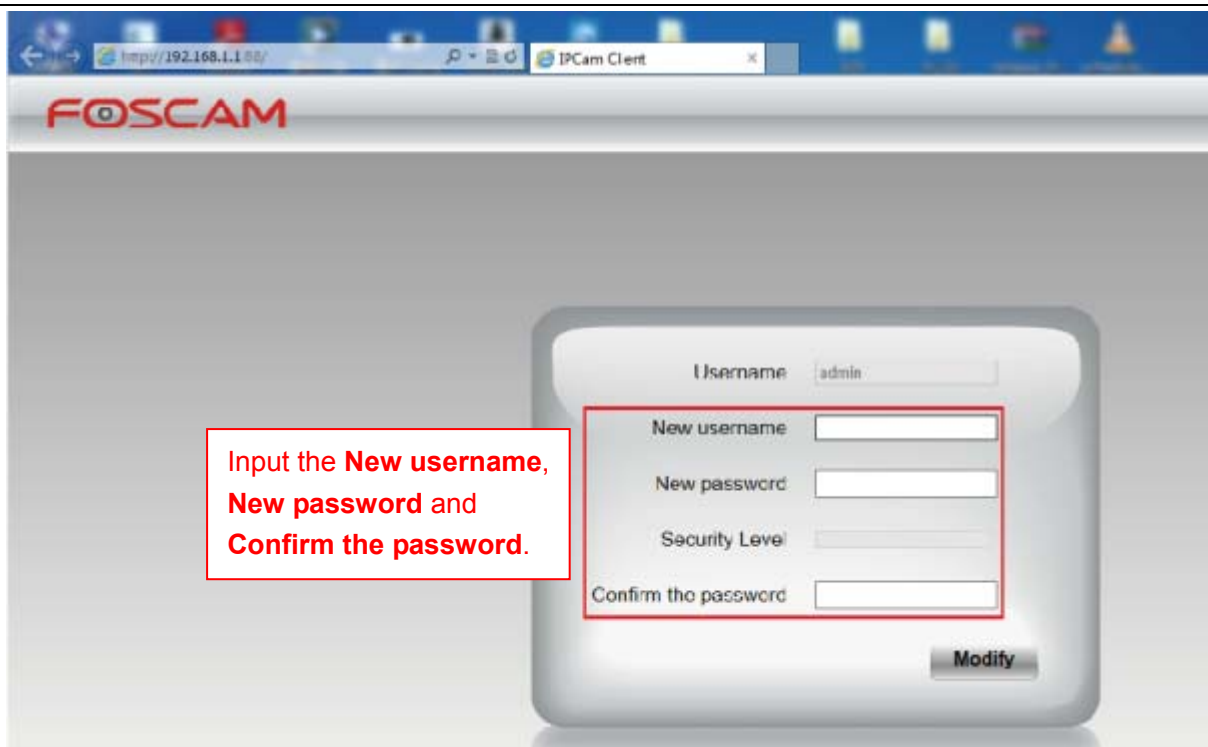 http://192.168.1.1:88/
IPCam Client
FOSCAM
Username admin
New username
New password
Security Level
Confirm the password
Modify
Input the New username,
New password and
Confirm the password.